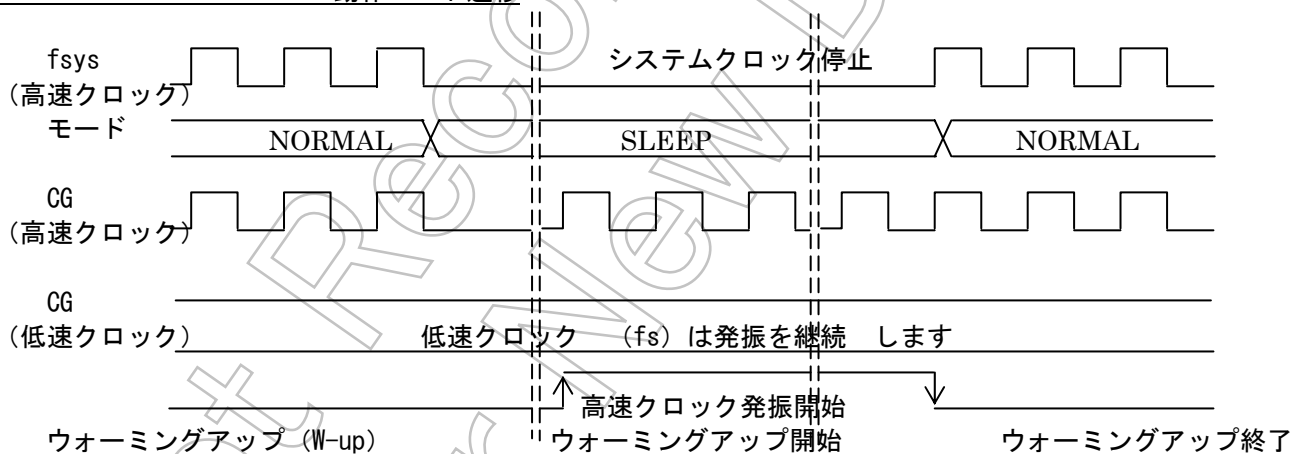 fsys
(高速クロック)
システムクロック停止
モード
NORMAL
SLEEP
NORMAL
CG
(高速クロック)
CG
(低速クロック)
低速クロック (fs)は発振を継続 します
高速クロック発振開始
ウォーミングアップ (W-up)
ウォーミングアップ開始
ウォーミングアップ終了